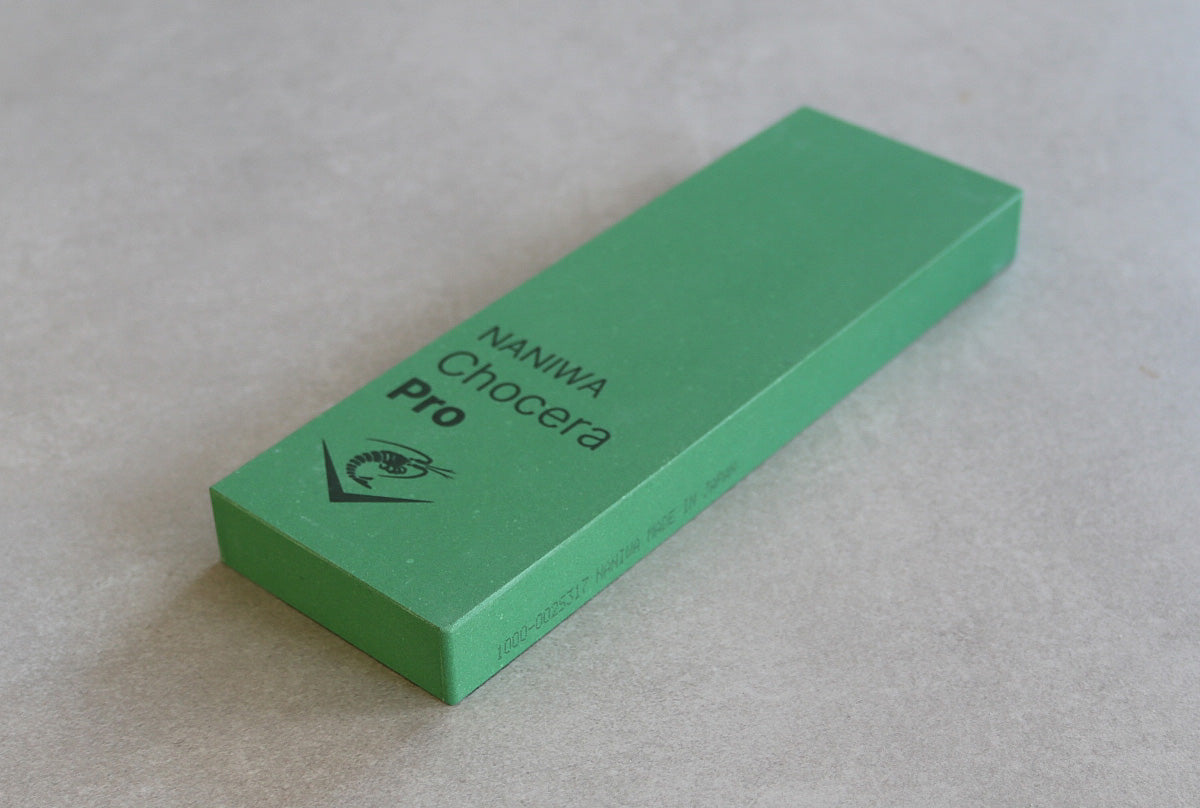 NANIWA
Chocera
Pro
1000-0025317 NANIWA MADE IN JAPAN